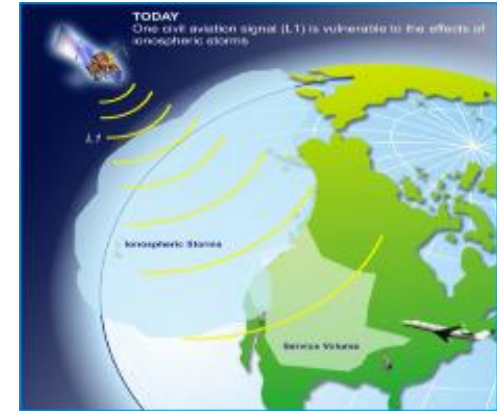 TODAY
One civil aviation signal (L1) is vulnerable to the effects of
ionospheric storms
L1
Ionospheric Storms
Service Volume